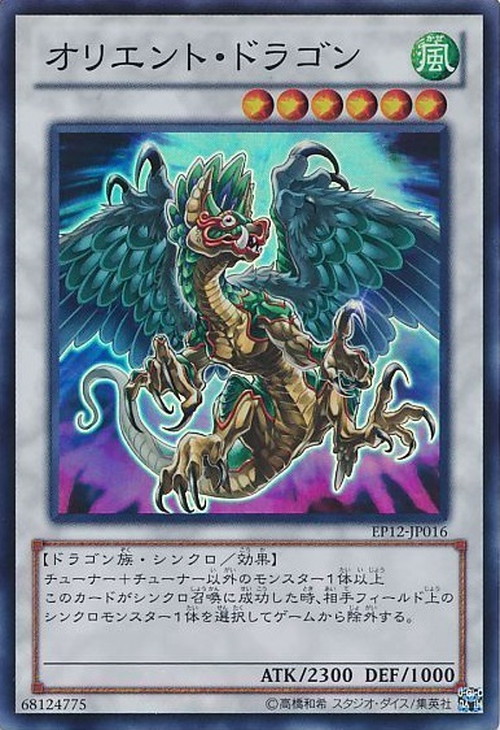 オリエント・ドラゴン
風
EP12-JP016
【ドラゴン族・シンクロ／効果】
チューナー＋チューナー以外のモンスター1体以上
このカードがシンクロ召喚に成功した時、相手フィールド上の
シンクロモンスター1体を選択してゲームから除外する。
ATK/2300 DEF/1000
68124775
©高橋和希 スタジオ・ダイス/集英社